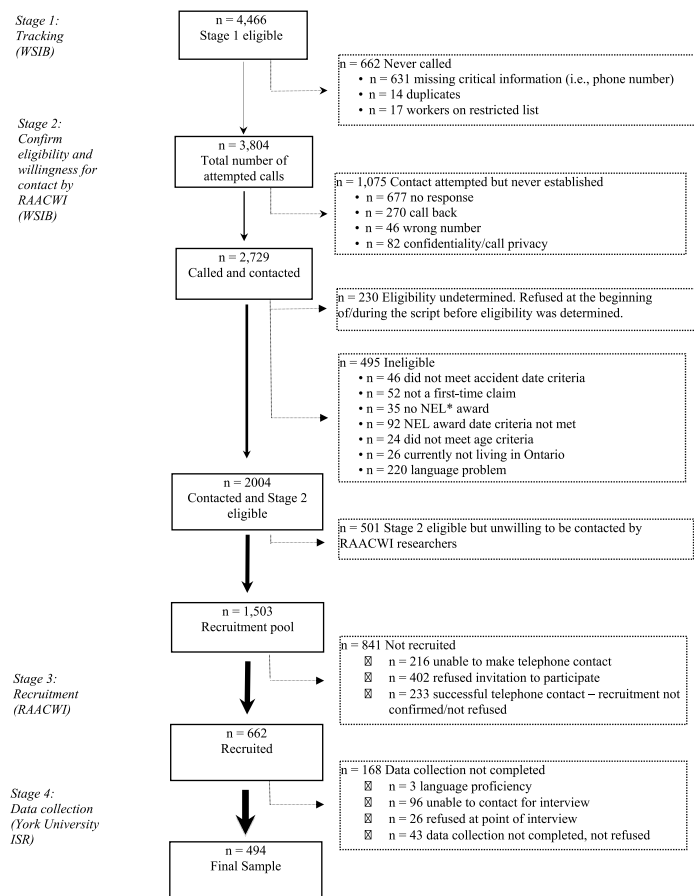 Stage 1:
Tracking
(WSIB)
n = 4,466
Stage 1 eligible
n = 662 Never called
• n = 631 missing critical information (i.e., phone number)
• n = 14 duplicates
• n = 17 workers on restricted list
Stage 2:
Confirm
eligibility and
willingness for
contact by
RAACWI
(WSIB)
n = 3,804
Total number of
attempted calls
n = 1,075 Contact attempted but never established
• n = 677 no response
• n = 270 call back
• n = 46 wrong number
• n = 82 confidentiality/call privacy
n = 2,729
Called and contacted
n = 230 Eligibility undetermined. Refused at the beginning
of/during the script before eligibility was determined.
n = 495 Ineligible
• n = 46 did not meet accident date criteria
• n = 52 not a first-time claim
• n = 35 no NEL* award
• n = 92 NEL award date criteria not met
• n = 24 did not meet age criteria
• n = 26 currently not living in Ontario
• n = 220 language problem
n = 2004
Contacted and Stage 2
eligible
n = 501 Stage 2 eligible but unwilling to be contacted by
RAACWI researchers
n = 1,503
Recruitment pool
n = 841 Not recruited
n = 216 unable to make telephone contact
n = 402 refused invitation to participate
n = 233 successful telephone contact – recruitment not
confirmed/not refused
Stage 3:
Recruitment
(RAACWI)
n = 662
Recruited
n = 168 Data collection not completed
n = 3 language proficiency
n = 96 unable to contact for interview
n = 26 refused at point of interview
n = 43 data collection not completed, not refused
Stage 4:
Data collection
(York University
ISR)
n = 494
Final Sample